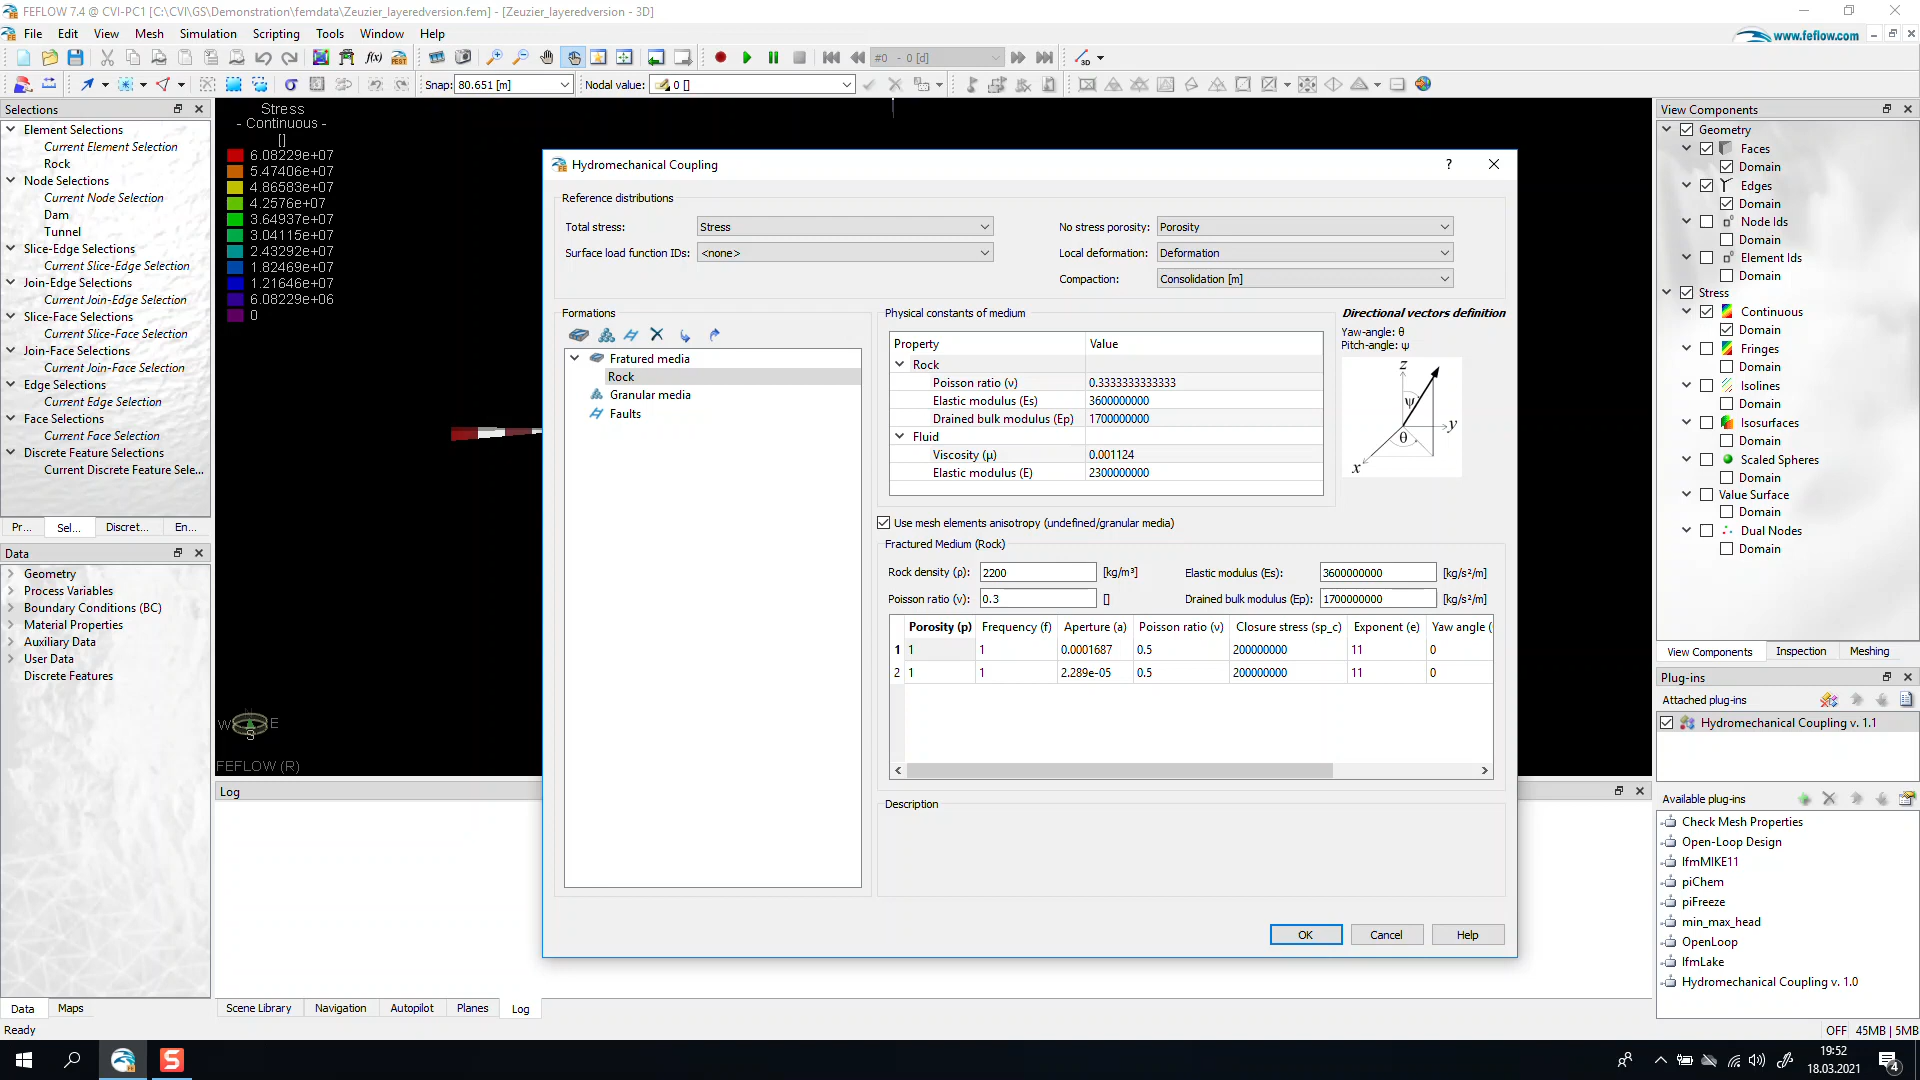 FEFLOW 7.4 @ CVI-PC1 [C:\CVI\GS\Demonstration\femdata\Zeuzier_layeredversion.fem] - [Zeuzier_layeredversion - 3D]
File Edit View Mesh Simulation Scripting Tools Window Help
www.feflow.com
#0 - 0 [d]
Snap: 80.651 [m] Nodal value: 0 []
Selections
Element Selections
Current Element Selection
Rock
Node Selections
Current Node Selection
Dam
Tunnel
Slice-Edge Selections
Current Slice-Edge Selection
Join-Edge Selections
Current Join-Edge Selection
Slice-Face Selections
Current Slice-Face Selection
Join-Face Selections
Current Join-Face Selection
Edge Selections
Current Edge Selection
Face Selections
Current Face Selection
Discrete Feature Selections
Current Discrete Feature Sele...
Pr... Sel... Discret... En...
Data
Geometry
Process Variables
Boundary Conditions (BC)
Material Properties
Auxiliary Data
User Data
Discrete Features
Data Maps
Ready
Stress
- Continuous -
[]
6.08229e+07
5.47406e+07
4.86583e+07
4.2576e+07
3.64937e+07
3.04115e+07
2.43292e+07
1.82469e+07
1.21646e+07
6.08229e+06
0
N
W E
S
FEFLOW (R)
Log
Scene Library Navigation Autopilot Planes Log
Hydromechanical Coupling ?
Reference distributions
Total stress: Stress
Surface load function IDs: <none>
No stress porosity: Porosity
Local deformation: Deformation
Compaction: Consolidation [m]
Formations
Fratured media
Rock
Granular media
Faults
Physical constants of medium
Property Value
Rock
Poisson ratio (ν) 0.3333333333333
Elastic modulus (Es) 3600000000
Drained bulk modulus (Ep) 1700000000
Fluid
Viscosity (μ) 0.001124
Elastic modulus (E) 2300000000
Directional vectors definition
Yaw-angle: θ
Pitch-angle: ψ
z
ψ
y
θ
x
Use mesh elements anisotropy (undefined/granular media)
Fractured Medium (Rock)
Rock density (ρ): 2200 [kg/m³] Elastic modulus (Es): 3600000000 [kg/s²/m]
Poisson ratio (ν): 0.3 [] Drained bulk modulus (Ep): 1700000000 [kg/s²/m]
Porosity (p) Frequency (f) Aperture (a) Poisson ratio (ν) Closure stress (sp_c) Exponent (e) Yaw angle (
1 1 1 0.0001687 0.5 200000000 11 0
2 1 1 2.289e-05 0.5 200000000 11 0
Description
OK Cancel Help
View Components
Geometry
Faces
Domain
Edges
Domain
Node Ids
Domain
Element Ids
Domain
Stress
Continuous
Domain
Fringes
Domain
Isolines
Domain
Isosurfaces
Domain
Scaled Spheres
Domain
Value Surface
Domain
Dual Nodes
Domain
View Components Inspection Meshing
Plug-ins
Attached plug-ins
Hydromechanical Coupling v. 1.1
Available plug-ins
Check Mesh Properties
Open-Loop Design
IfmMIKE11
piChem
piFreeze
min_max_head
OpenLoop
IfmLake
Hydromechanical Coupling v. 1.0
OFF 45MB | 5MB
19:52
18.03.2021
4